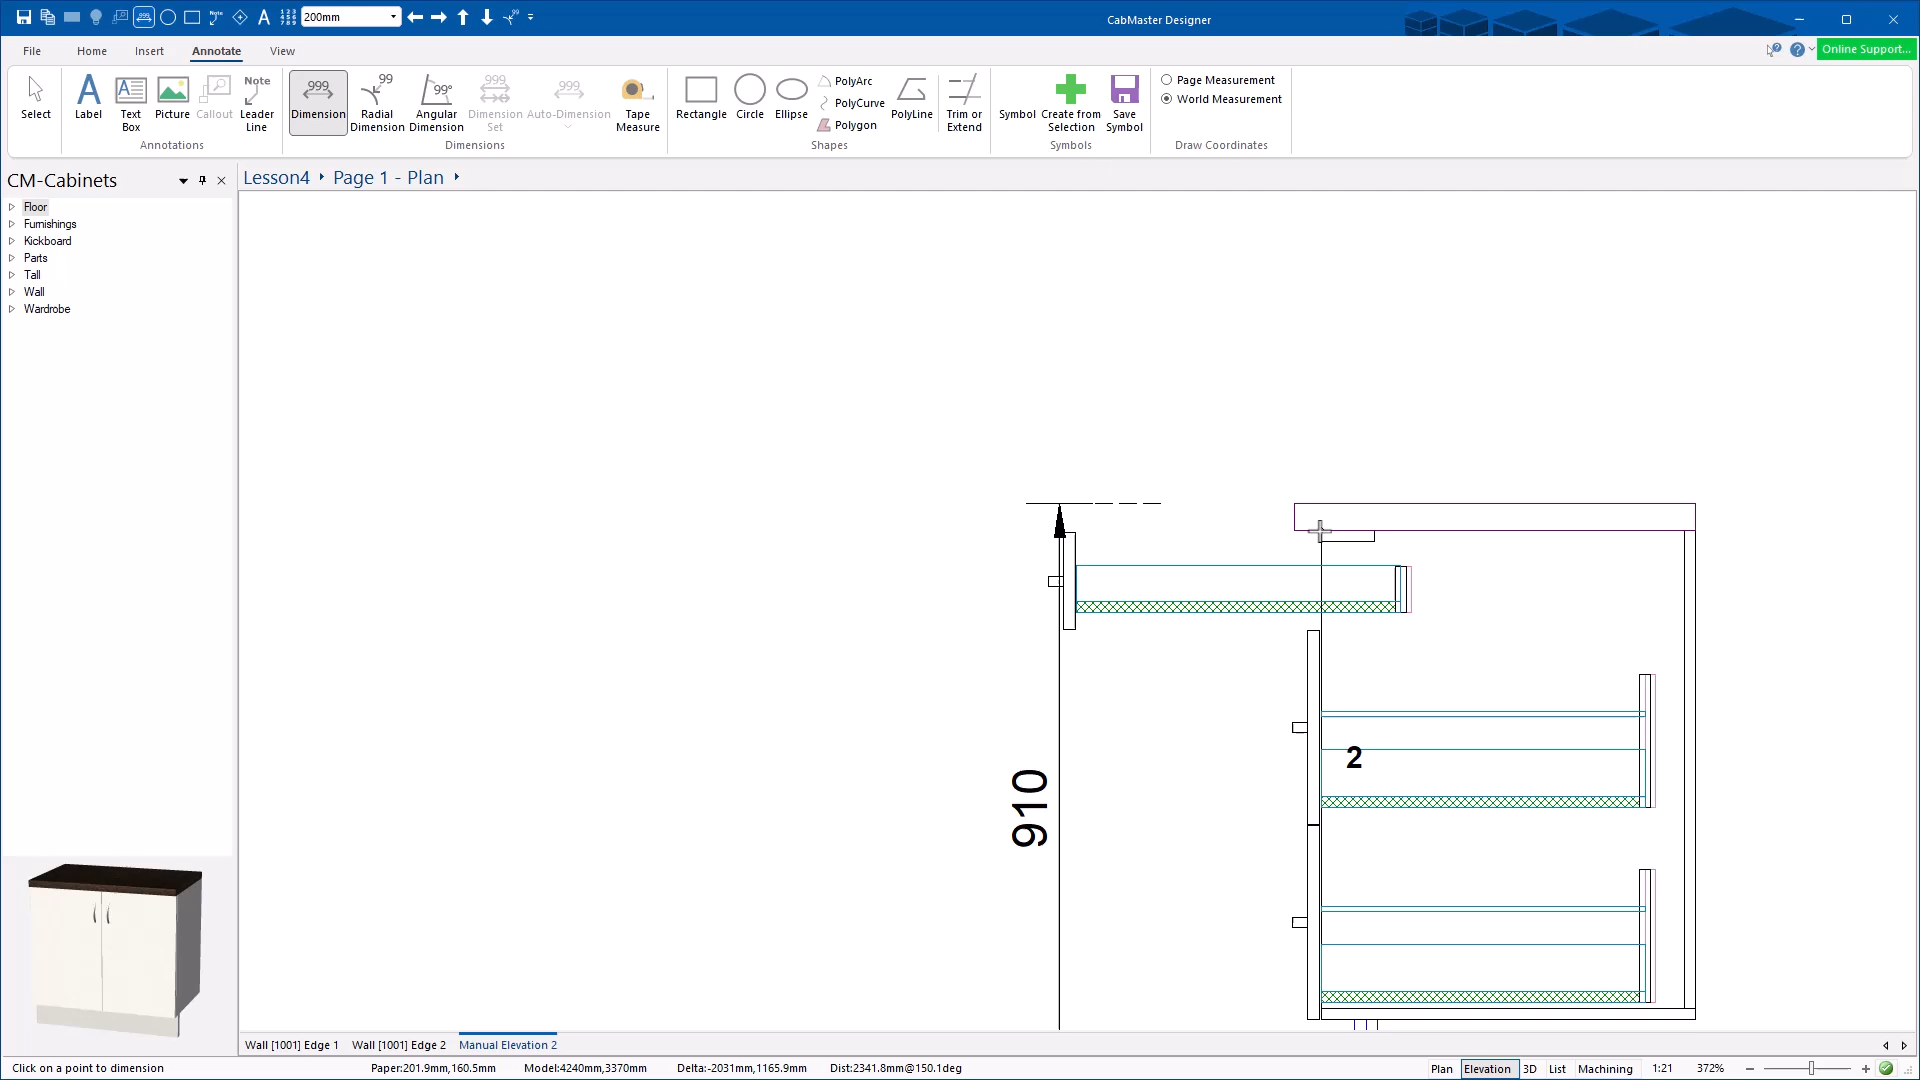 200mm
CabMaster Designer
File
Home
Insert
Annotate
View
Online Support...
Select
Label
Text Box
Picture
Callout
Note
Leader Line
Annotations
999
Dimension
99
Radial Dimension
99°
Angular Dimension
999
Dimension Set
999
Auto-Dimension
Tape Measure
Dimensions
Rectangle
Circle
Ellipse
PolyArc
PolyCurve
Polygon
PolyLine
Trim or Extend
Shapes
Symbol
Create from Selection
Save Symbol
Symbols
Page Measurement
World Measurement
Draw Coordinates
CM-Cabinets
Lesson4
Page 1 - Plan
Floor
Furnishings
Kickboard
Parts
Tall
Wall
Wardrobe
910
2
Wall [1001] Edge 1
Wall [1001] Edge 2
Manual Elevation 2
Click on a point to dimension
Paper:201.9mm,160.5mm
Model:4240mm,3370mm
Delta:-2031mm,1165.9mm
Dist:2341.8mm@150.1deg
Plan
Elevation
3D
List
Machining
1:21
372%